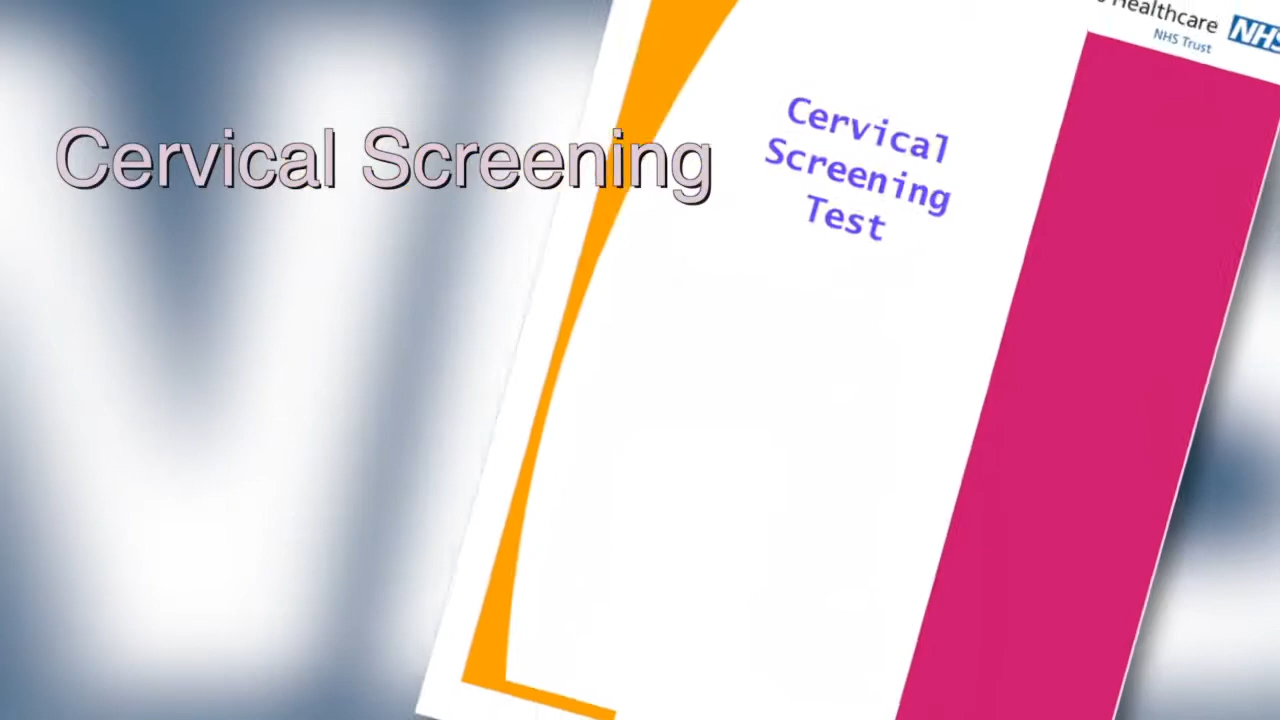 Cervical Screening
Healthcare
NHS
NHS Trust
Cervical
Screening
Test